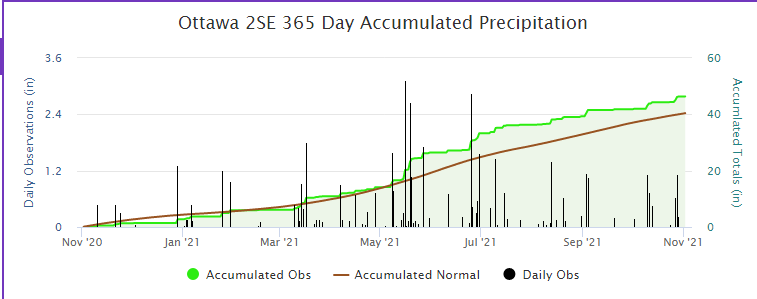 Ottawa 2SE 365 Day Accumulated Precipitation
Daily Observations (in)
3.6
2.4
1.2
0
60
40
20
0
Accumlated Totals (in)
Nov '20 Jan '21 Mar '21 May '21 Jul '21 Sep '21 Nov '21
Accumulated Obs Accumulated Normal Daily Obs